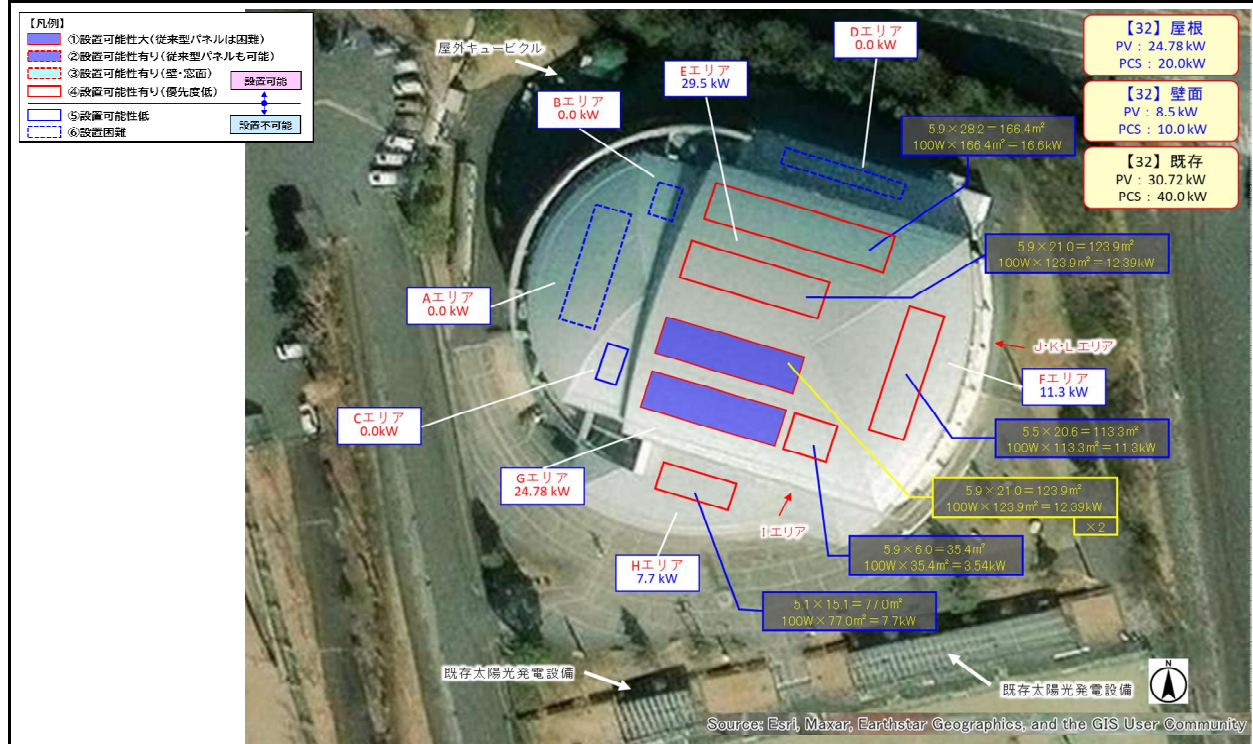 【凡例】
①設置可能性大(従来型パネルは困難)
②設置可能性有り(従来型パネルも可能)
③設置可能性有り(壁・窓面)
④設置可能性有り(優先度低)
⑤設置可能性低
⑥設置困難
設置可能
設置不可能
屋外キュービクル
Dエリア
0.0 kW
Eエリア
29.5 kW
Bエリア
0.0 kW
【32】屋根
PV : 24.78 kW
PCS : 20.0kW
【32】壁面
PV : 8.5kW
PCS : 10.0kW
【32】既存
PV : 30.72kW
PCS : 40.0kW
5.9×28.2=166.4㎡
100W×166.4㎡=16.6kW
5.9×21.0=123.9㎡
100W×123.9㎡=12.39kW
Aエリア
0.0 kW
J・K・Lエリア
Fエリア
11.3 kW
Cエリア
0.0kW
5.5×20.6=113.3㎡
100W×113.3㎡=11.3kW
Gエリア
24.78 kW
5.9×21.0=123.9㎡
100W×123.9㎡=12.39kW
×2
Iエリア
5.9×6.0=35.4㎡
100W×35.4㎡=3.54kW
Hエリア
7.7 kW
5.1×15.1=77.0㎡
100W×77.0㎡=7.7kW
既存太陽光発電設備
既存太陽光発電設備
N
Source: Esri, Maxar, Earthstar Geographics, and the GIS User Community